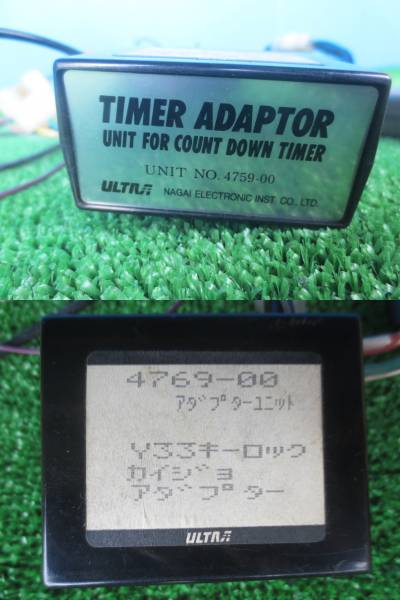 TIMER ADAPTOR
UNIT FOR COUNT DOWN TIMER
UNIT NO. 4759-00
ULTRA NAGAI ELECTRONIC INST. CO., LTD.
4769-00
アダプターユニット
Y33キーロック
カイジョ
アダプター
ULTRA